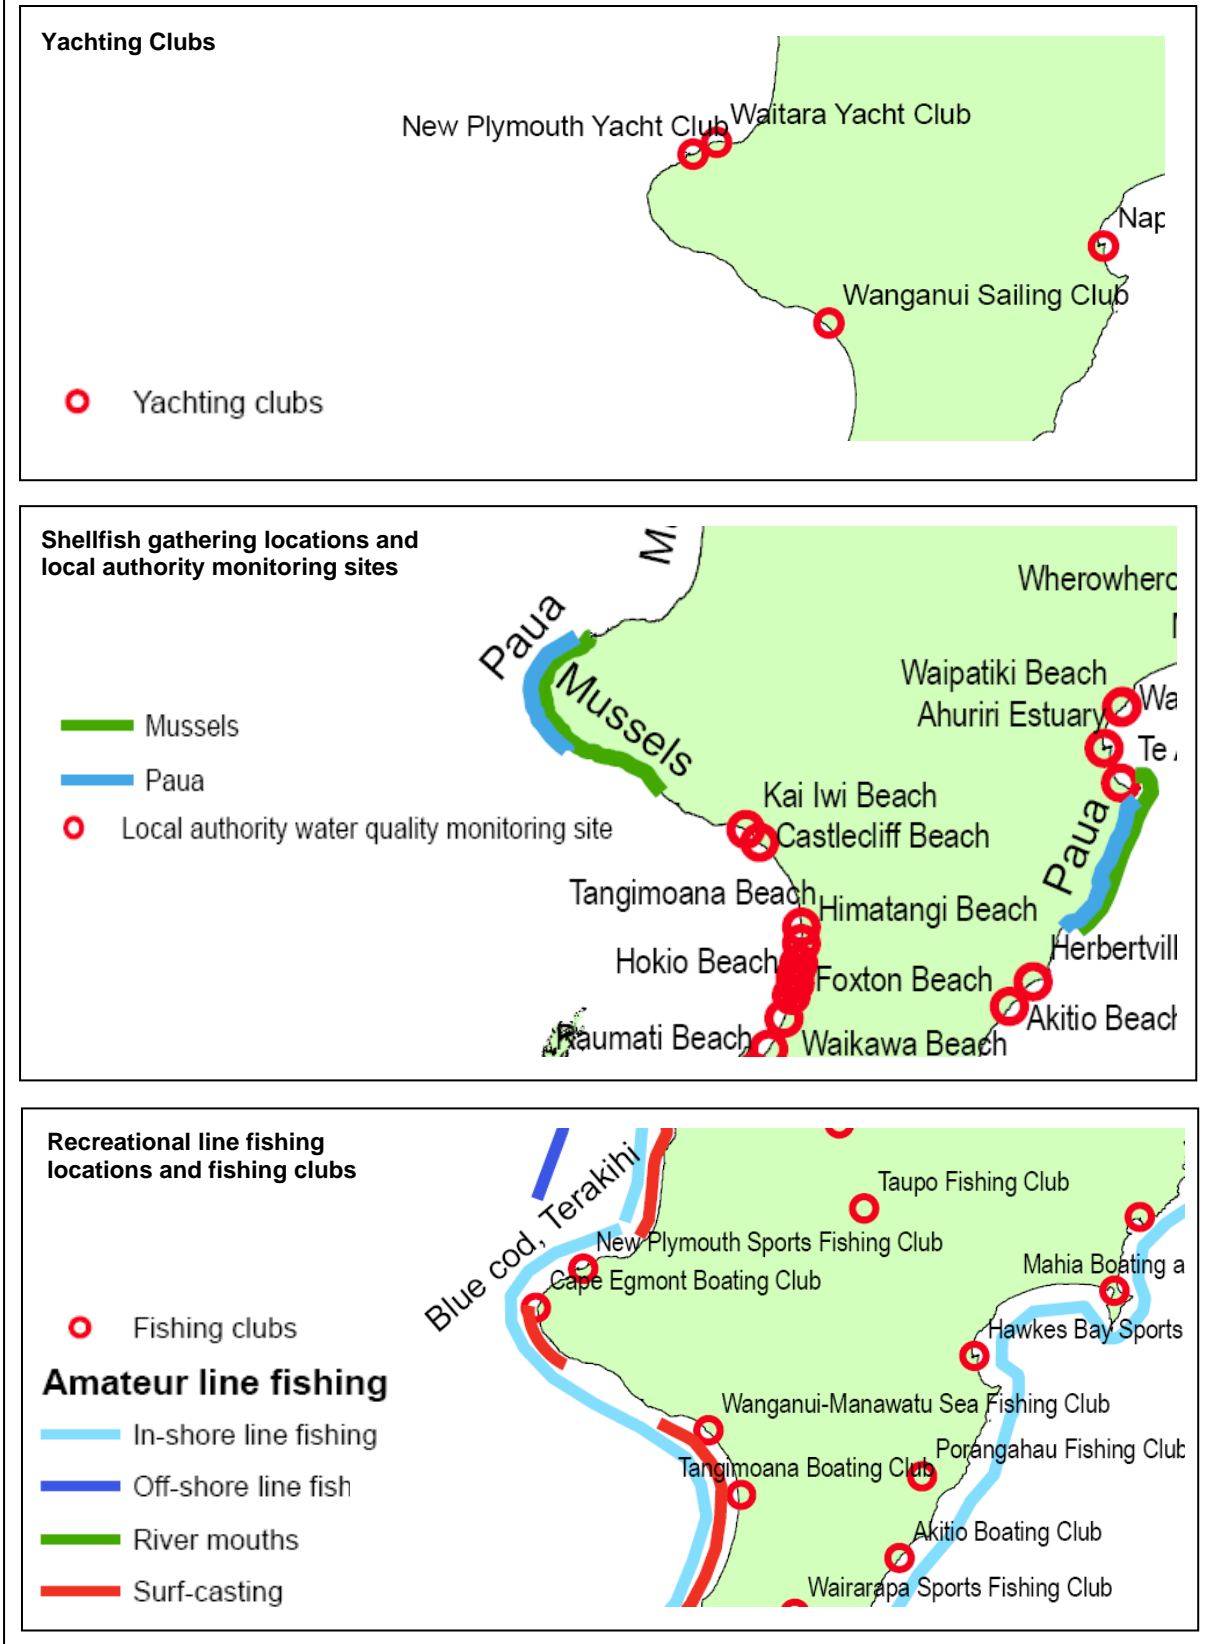 Yachting Clubs
New Plymouth Yacht Club
Waitara Yacht Club
Nap
Wanganui Sailing Club
Yachting clubs
Shellfish gathering locations and
local authority monitoring sites
Paua
Mussels
Wherowhero
Waipatiki Beach
Ahuriri Estuary
Wa
Te
Mussels
Paua
Local authority water quality monitoring site
Kai Iwi Beach
Castlecliff Beach
Paua
Tangimoana Beach
Himatangi Beach
Hokio Beach
Foxton Beach
Herbertvill
Akitio Beach
Raumati Beach
Waikawa Beach
Recreational line fishing
locations and fishing clubs
Blue cod, Terakihi
Taupo Fishing Club
New Plymouth Sports Fishing Club
Cape Egmont Boating Club
Mahia Boating a
Hawkes Bay Sports
Fishing clubs
Amateur line fishing
In-shore line fishing
Off-shore line fish
River mouths
Surf-casting
Wanganui-Manawatu Sea Fishing Club
Tangimoana Boating Club
Porangahau Fishing Club
Akitio Boating Club
Wairarapa Sports Fishing Club